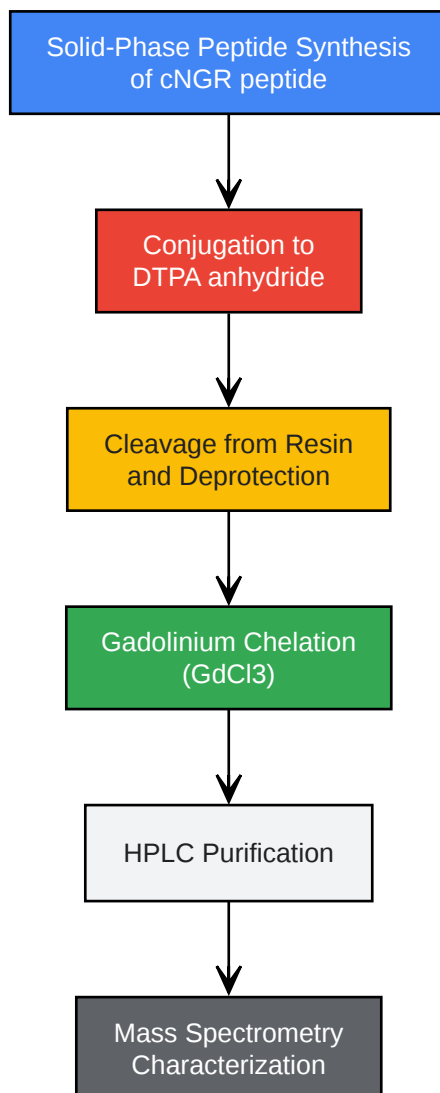 Solid-Phase Peptide Synthesis
of cNGR peptide
Conjugation to
DTPA anhydride
Cleavage from Resin
and Deprotection
Gadolinium Chelation
(GdCl3)
HPLC Purification
Mass Spectrometry
Characterization